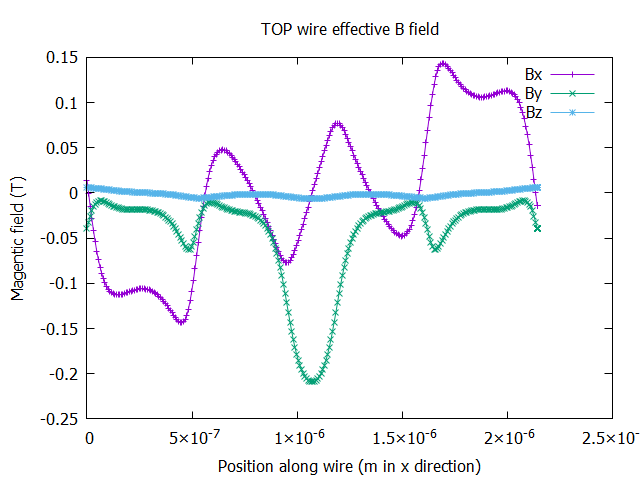 TOP wire effective B field
Bx
By
Bz
0.15
0.1
0.05
0
-0.05
-0.1
-0.15
-0.2
-0.25
Magentic field (T)
0 5×10⁻⁷ 1×10⁻⁶ 1.5×10⁻⁶ 2×10⁻⁶ 2.5×10⁻
Position along wire (m in x direction)